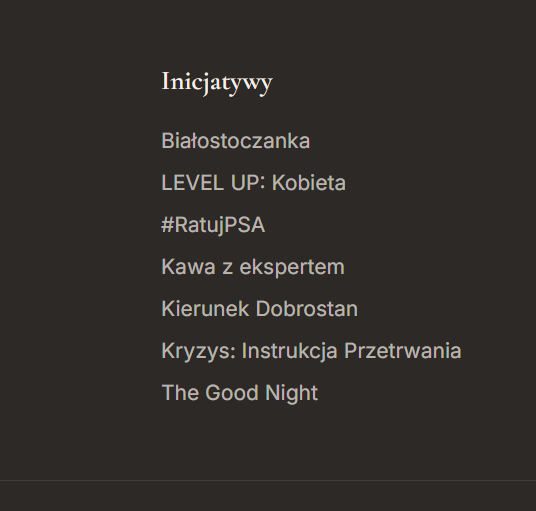 Inicjatywy
Białostoczanka
LEVEL UP: Kobieta
#RatujPSA
Kawa z ekspertem
Kierunek Dobrostan
Kryzys: Instrukcja Przetrwania
The Good Night